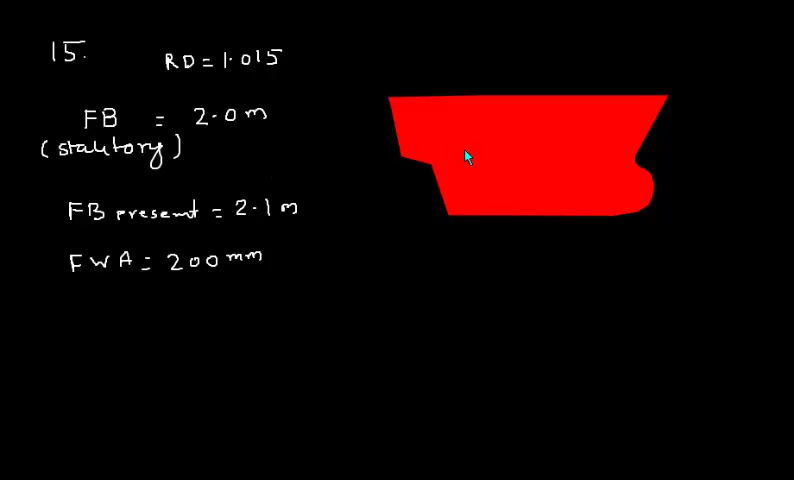 15.
RD = 1.015
FB = 2.0 m
(statutory)
FB present = 2.1 m
FWA = 200 mm